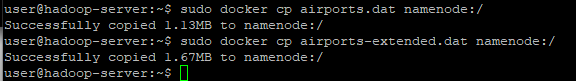 user@hadoop-server:~$ sudo docker cp airports.dat namenode:/
Successfully copied 1.13MB to namenode:/
user@hadoop-server:~$ sudo docker cp airports-extended.dat namenode:/
Successfully copied 1.67MB to namenode:/
user@hadoop-server:~$